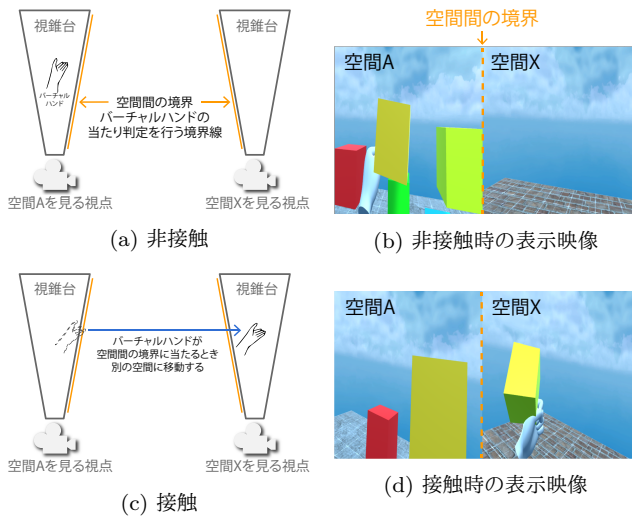 視錐台
視錐台
バーチャル
ハンド
空間間の境界
バーチャルハンドの
当たり判定を行う境界線
空間Aを見る視点
空間Xを見る視点
(a) 非接触
空間間の境界
空間A
空間X
(b) 非接触時の表示映像
視錐台
視錐台
バーチャルハンドが
空間間の境界に当たるとき
別の空間に移動する
空間Aを見る視点
空間Xを見る視点
(c) 接触
空間A
空間X
(d) 接触時の表示映像